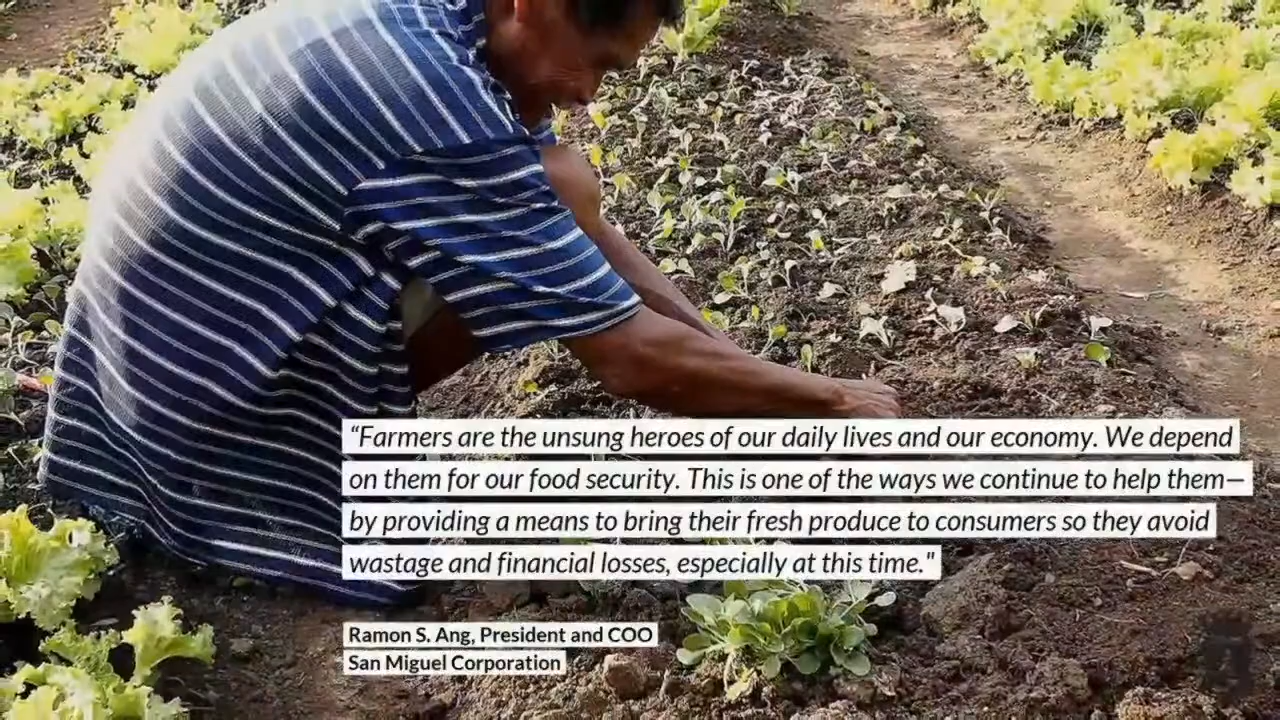 “Farmers are the unsung heroes of our daily lives and our economy. We depend
on them for our food security. This is one of the ways we continue to help them—
by providing a means to bring their fresh produce to consumers so they avoid
wastage and financial losses, especially at this time."
Ramon S. Ang, President and COO
San Miguel Corporation